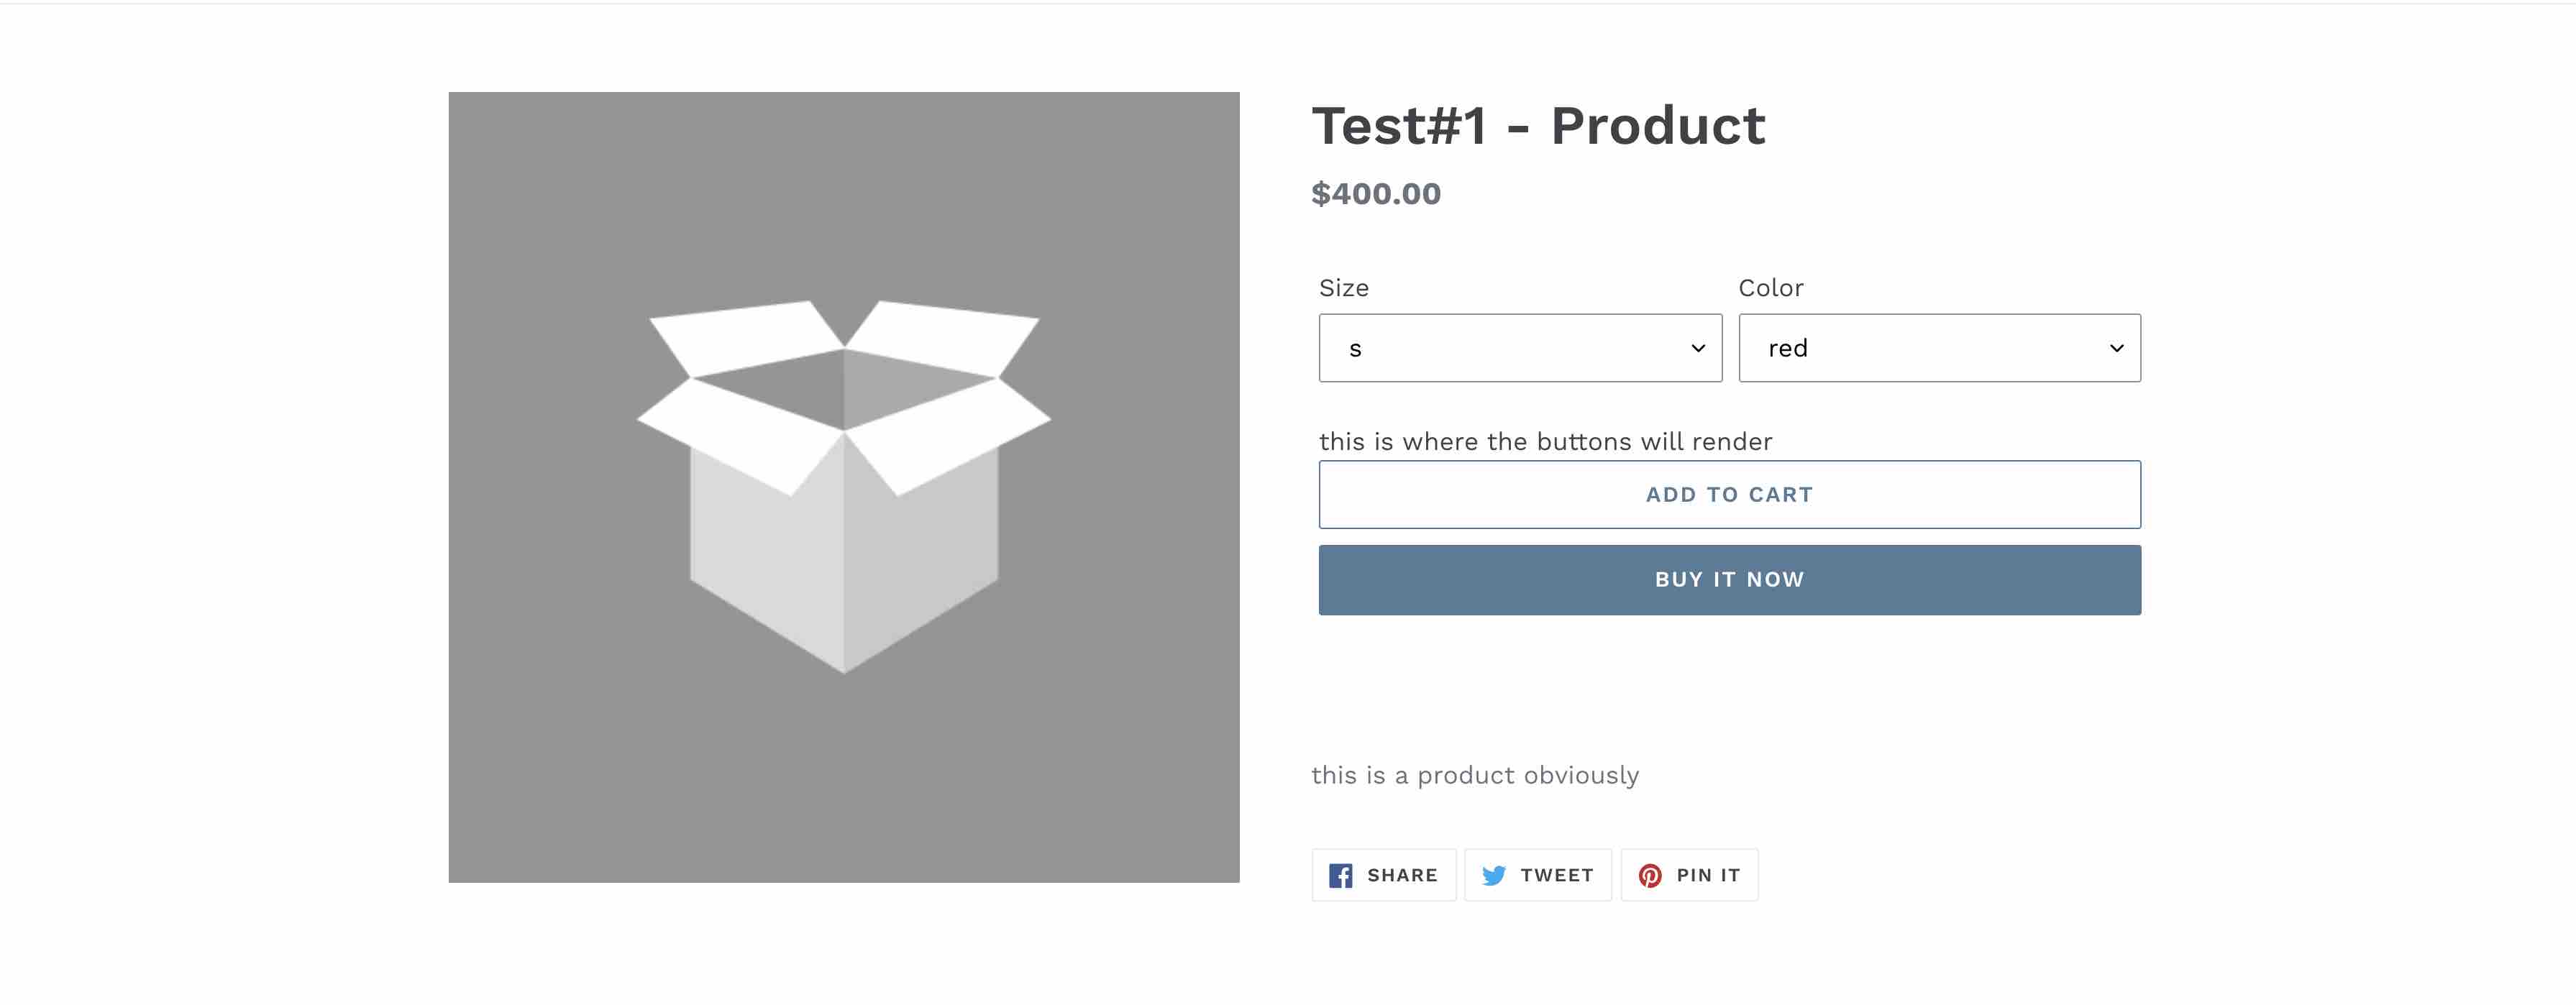 Test#1 - Product
$400.00
Size Color
s red
this is where the buttons will render
ADD TO CART
BUY IT NOW
this is a product obviously
SHARE TWEET PIN IT